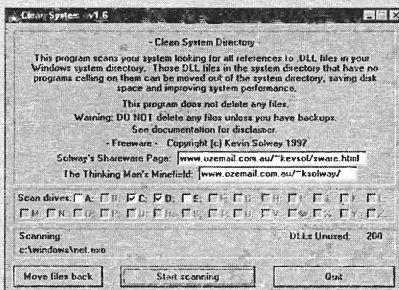 Clean System v1.6
- Clean System Directory -
This program scans your system looking for all references to .DLL files in your
Windows system directory. Those DLL files in the system directory that have no
programs calling on them can be moved out of the system directory, saving disk
space and improving system performance.
This program does not delete any files.
Warning: DO NOT delete any files unless you have backups.
See documentation for disclaimer.
- Freeware - Copyright (c) Kevin Solway 1997
Solway's Shareware Page: www.ozemail.com.au/~kevsol/sware.html
The Thinking Man's Minefield: www.ozemail.com.au/~ksolway/
Scan drives: A: B: C: D: E: F: G: H: I: J: K: L:
M: N: O: P: Q: R: S: T: U: V: W: X: Y: Z:
Scanning: DLLs Unused: 260
c:\windows\net.exe
Move files back Start scanning Quit